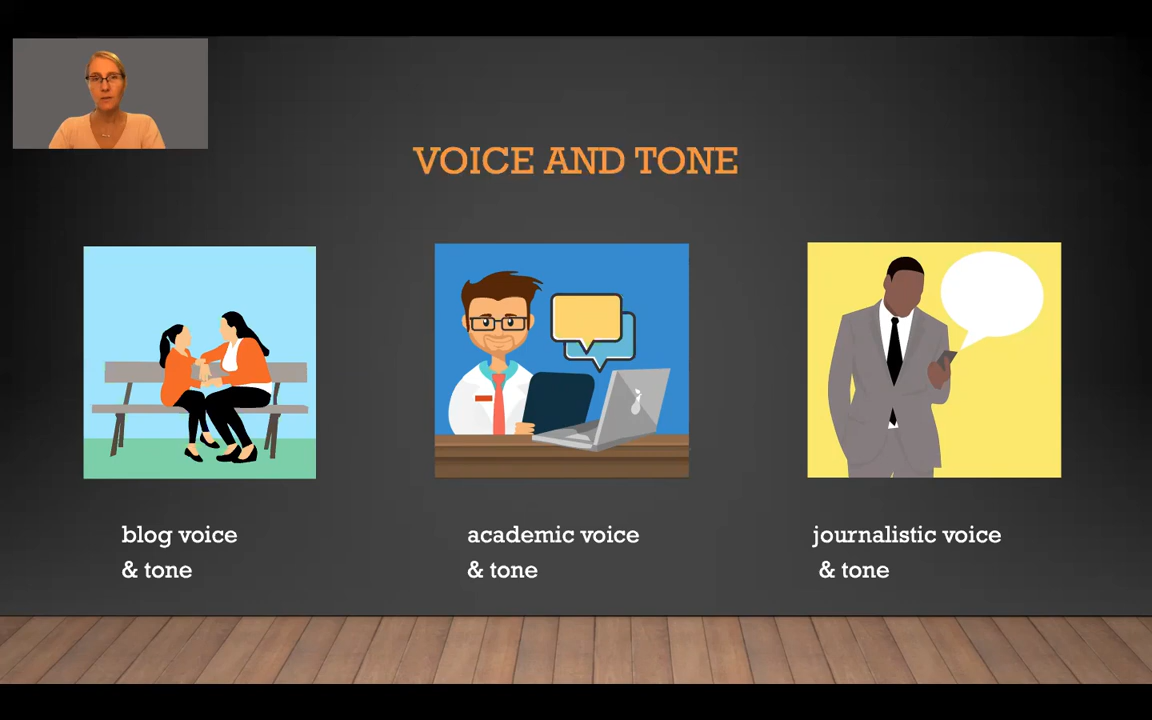 VOICE AND TONE
blog voice
& tone
academic voice
& tone
journalistic voice
& tone